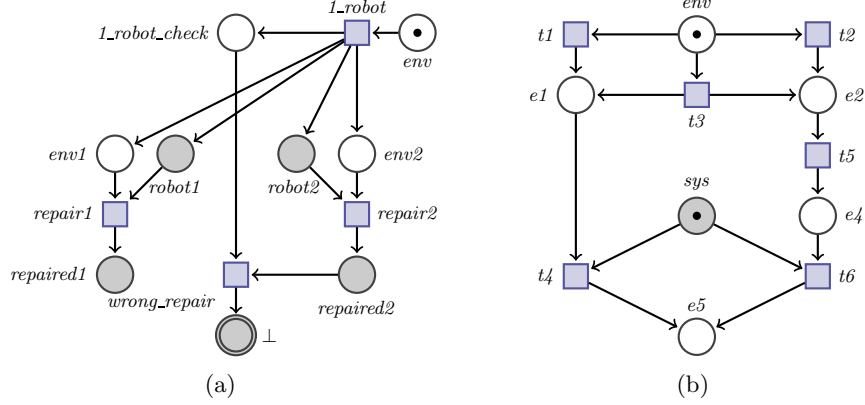 1_robot
1_robot_check
env
env1
robot1
robot2
env2
repair1
repair2
repaired1
wrong_repair
repaired2
⊥
(a)
env
t1
t2
e1
e2
t3
t5
sys
e4
t4
t6
e5
(b)